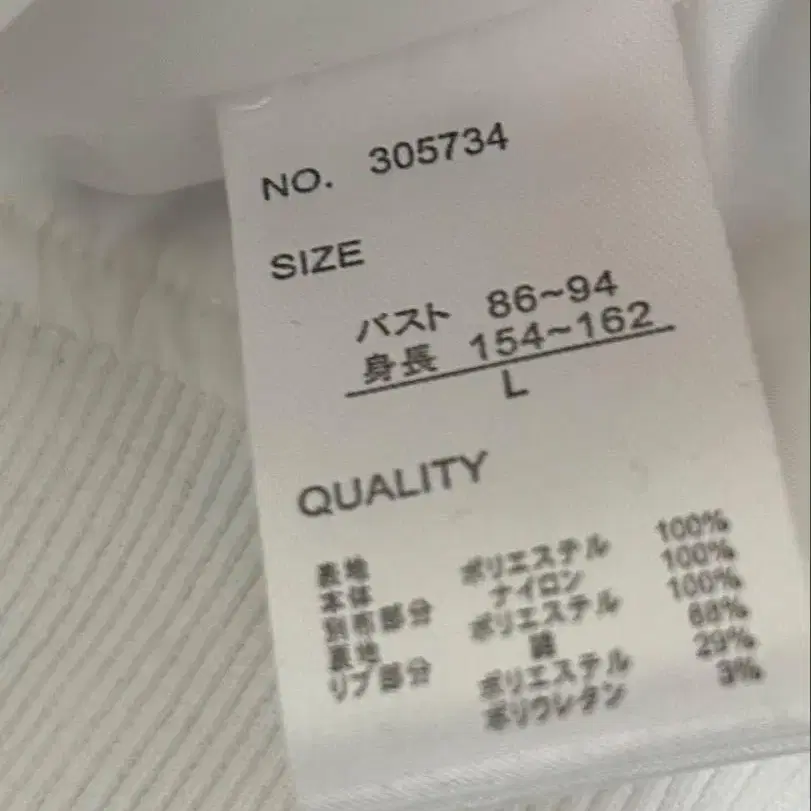 NO. 305734
SIZE
バスト 86~94
身長 154~162
L
QUALITY
表地
本体 ポリエステル 100%
別布部分 ナイロン 100%
裏地 ポリエステル 100%
リブ部分 綿 68%
ポリエステル 29%
ポリウレタン 3%